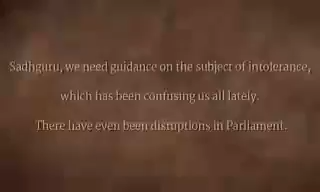 Sadhguru, we need guidance on the subject of intolerance,
which has been confusing us all lately.
There have even been disruptions in Parliament.